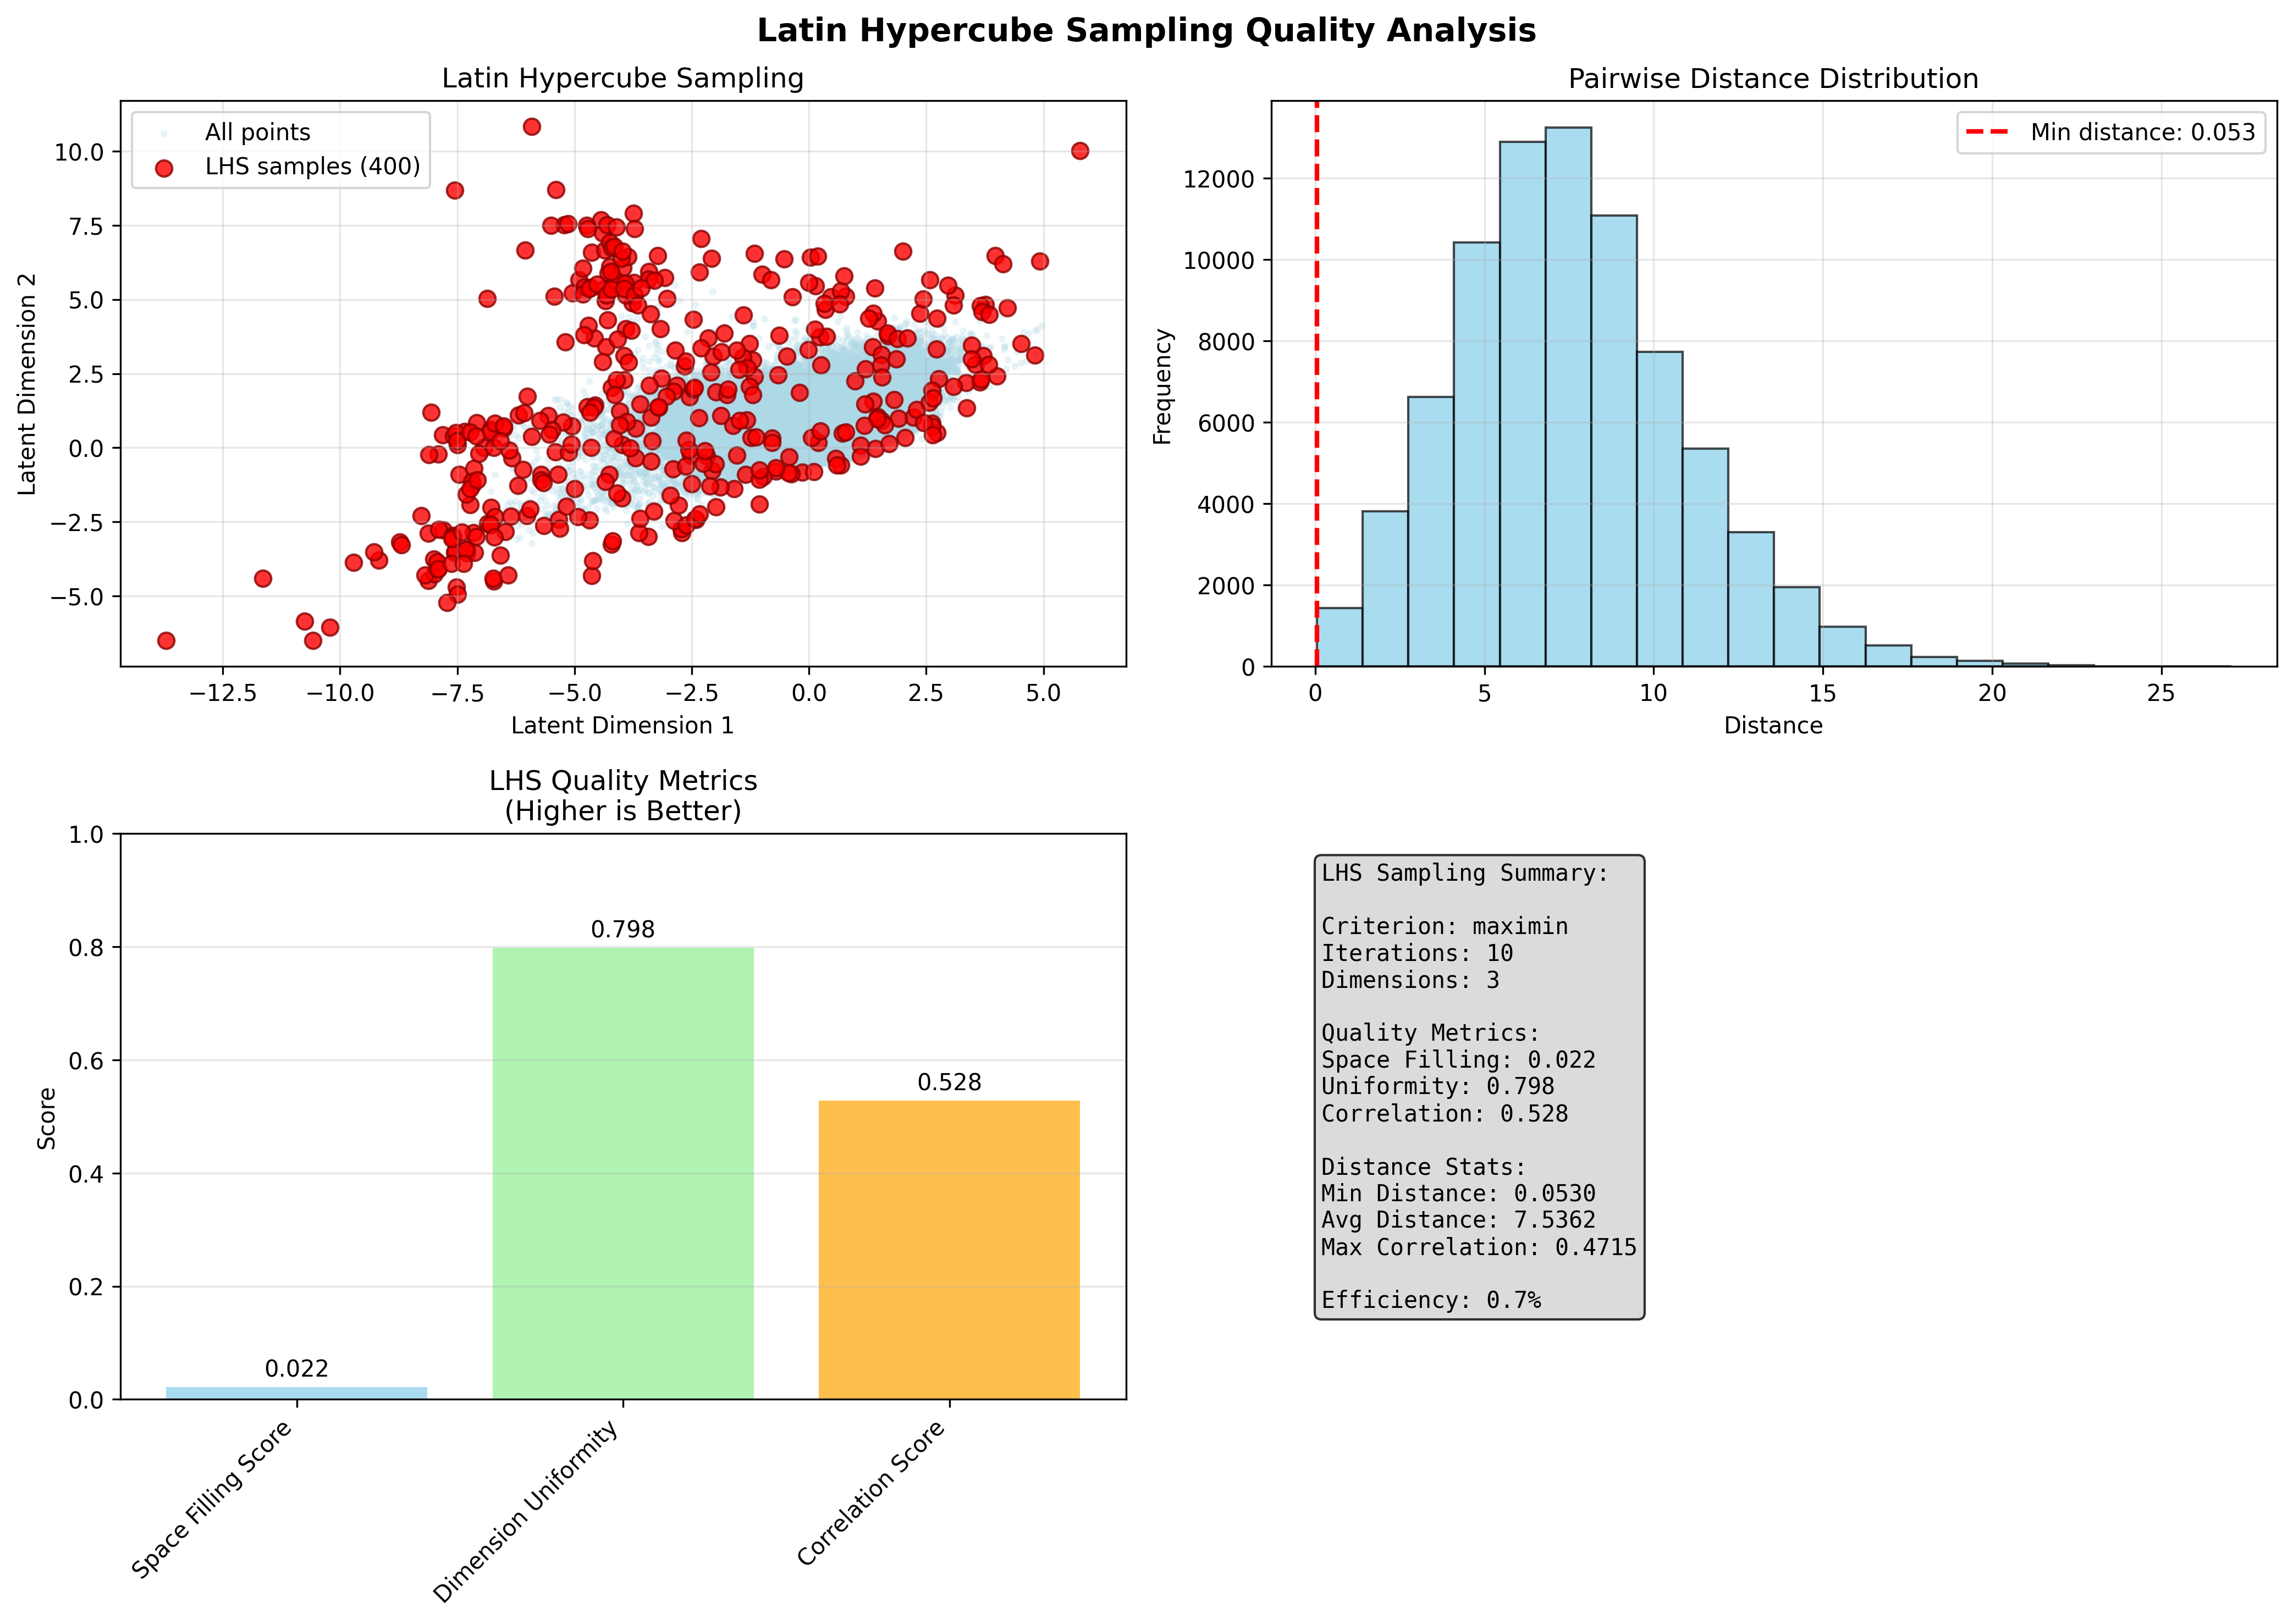 Latin Hypercube Sampling Quality Analysis
Latin Hypercube Sampling
All points
LHS samples (400)
10.0
7.5
5.0
2.5
0.0
−2.5
−5.0
Latent Dimension 2
−12.5 −10.0 −7.5 −5.0 −2.5 0.0 2.5 5.0
Latent Dimension 1
Pairwise Distance Distribution
Min distance: 0.053
12000
10000
8000
6000
4000
2000
0
Frequency
0 5 10 15 20 25
Distance
LHS Quality Metrics
(Higher is Better)
1.0
0.8
0.6
0.4
0.2
0.0
Score
0.022
0.798
0.528
Space Filling Score
Dimension Uniformity
Correlation Score
LHS Sampling Summary:
Criterion: maximin
Iterations: 10
Dimensions: 3
Quality Metrics:
Space Filling: 0.022
Uniformity: 0.798
Correlation: 0.528
Distance Stats:
Min Distance: 0.0530
Avg Distance: 7.5362
Max Correlation: 0.4715
Efficiency: 0.7%